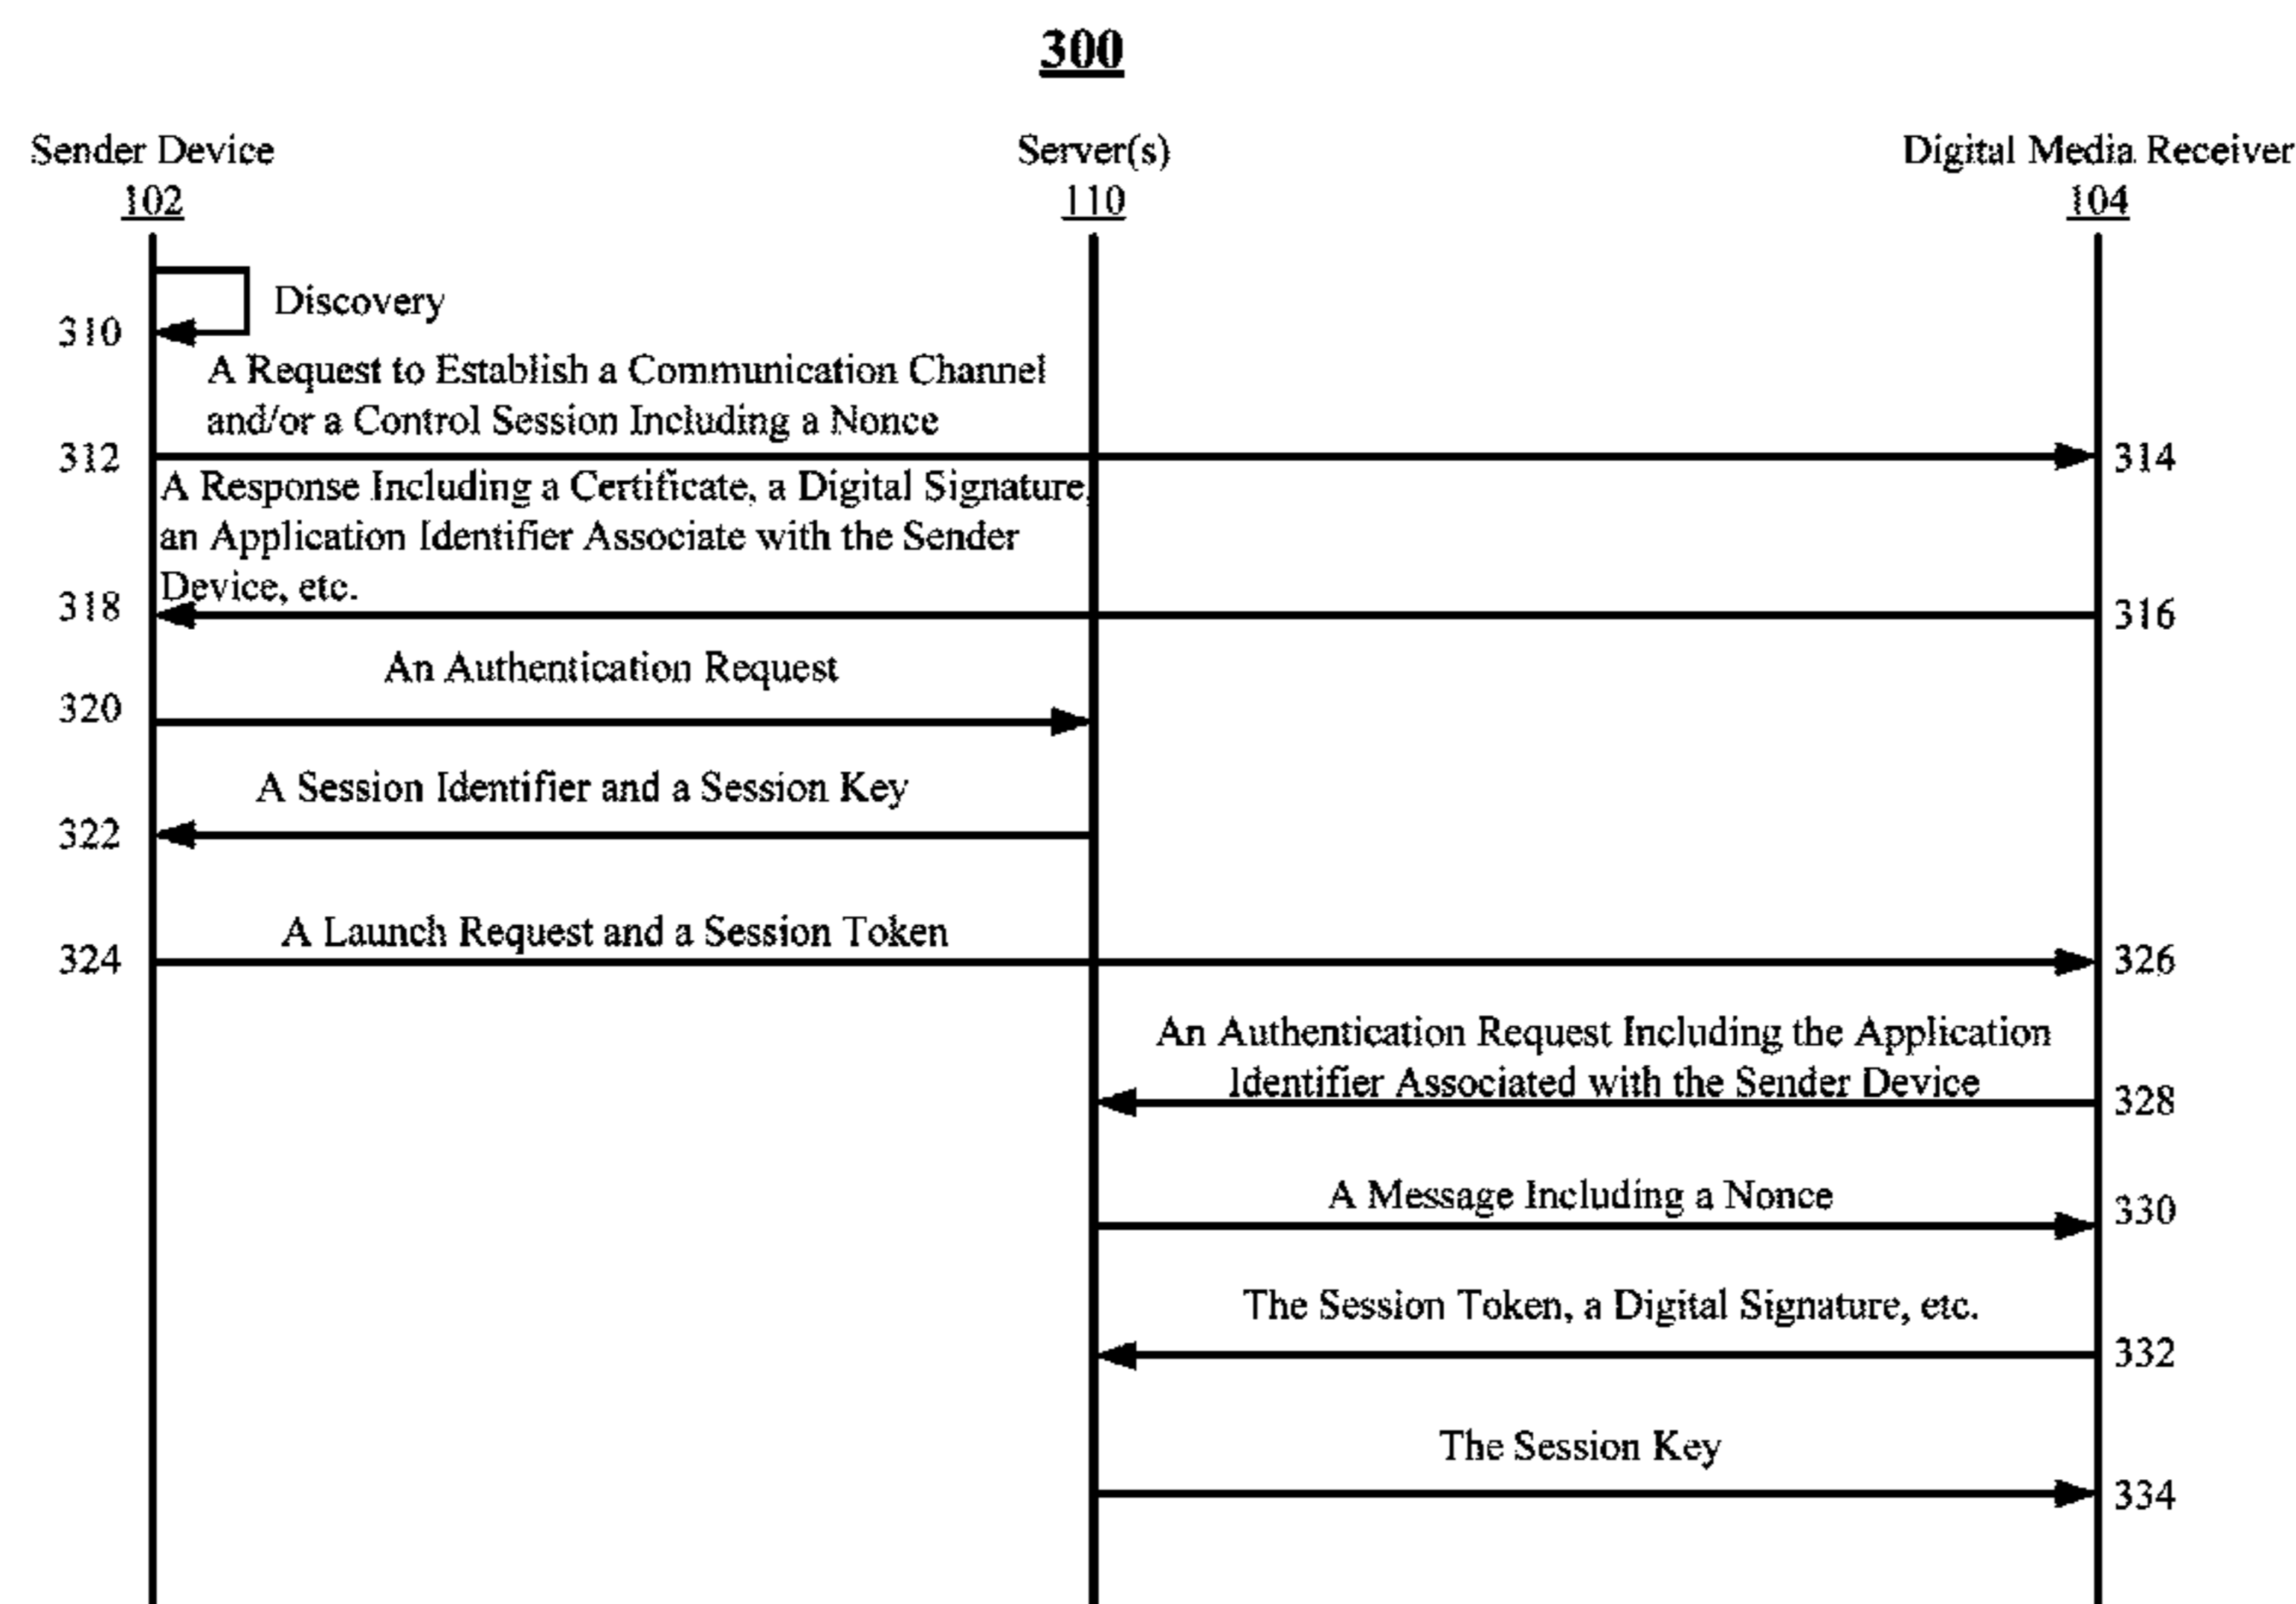 300
Sender Device
Server(s)
Digital Media Receiver
102
110
104
Discovery
310
A Request to Establish a Communication Channel
and/or a Control Session Including a Nonce
312
314
A Response Including a Certificate, a Digital Signature,
an Application Identifier Associate with the Sender
Device, etc.
318
316
An Authentication Request
320
A Session Identifier and a Session Key
322
A Launch Request and a Session Token
324
326
An Authentication Request Including the Application
Identifier Associated with the Sender Device
328
A Message Including a Nonce
330
The Session Token, a Digital Signature, etc.
332
The Session Key
334